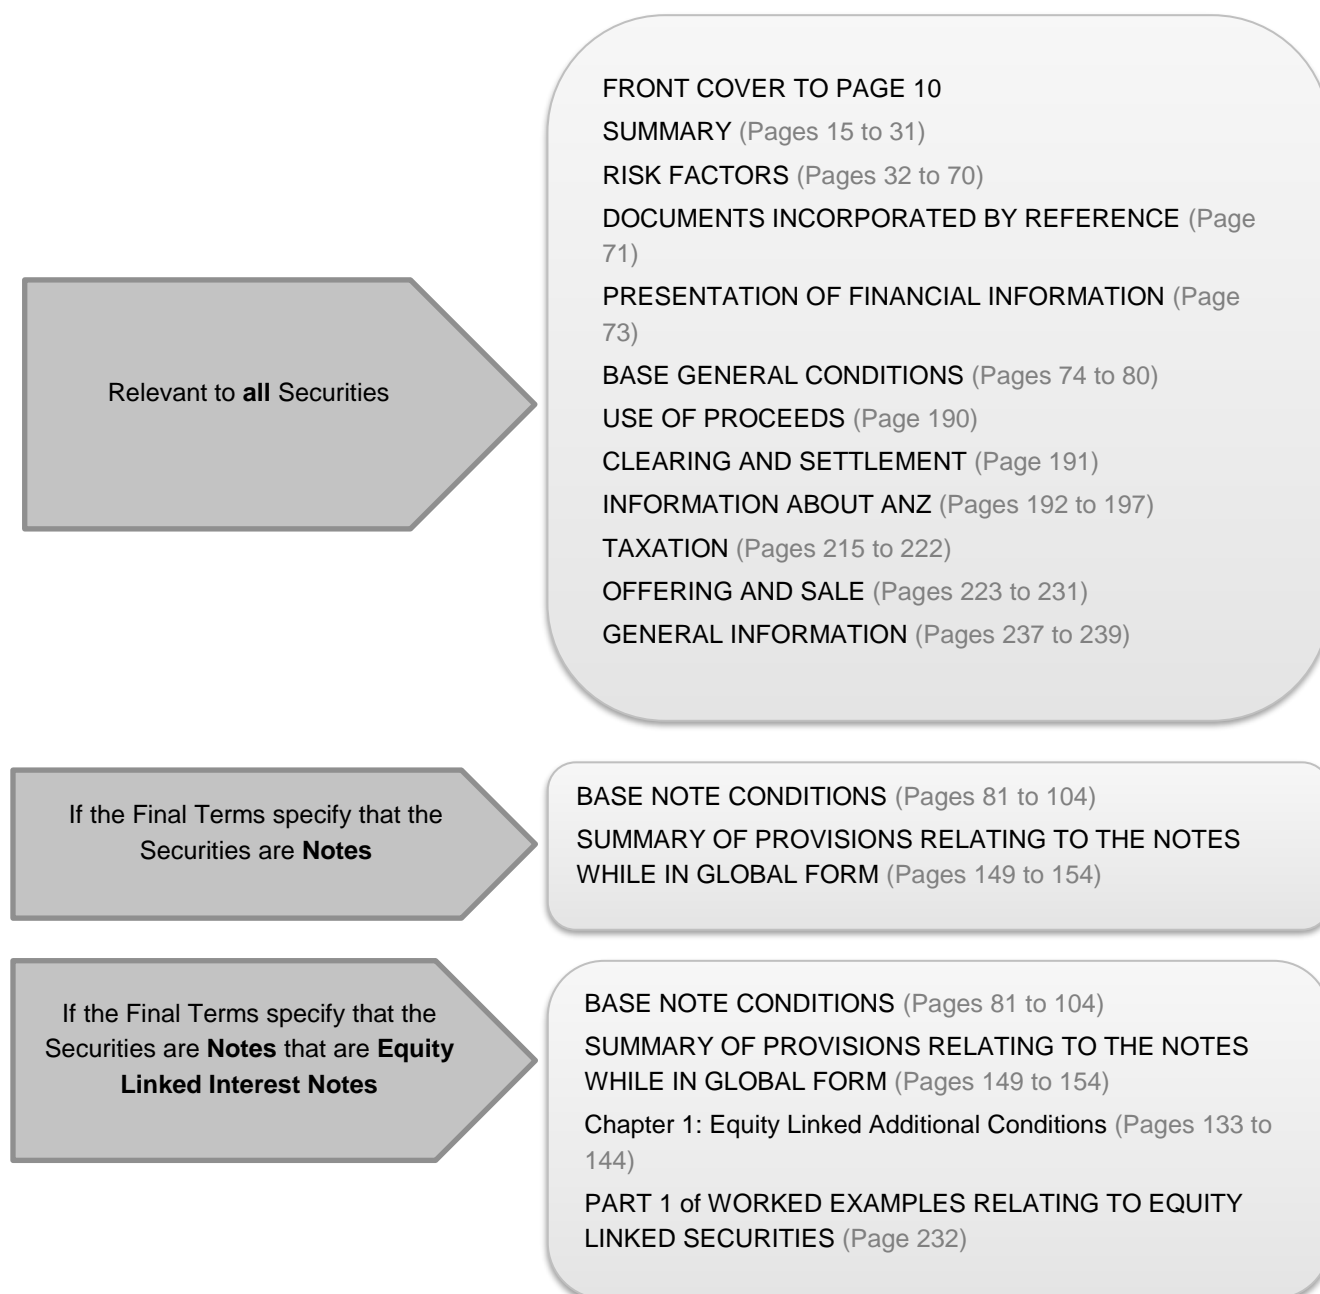 Relevant to all Securities
FRONT COVER TO PAGE 10
SUMMARY (Pages 15 to 31)
RISK FACTORS (Pages 32 to 70)
DOCUMENTS INCORPORATED BY REFERENCE (Page
71)
PRESENTATION OF FINANCIAL INFORMATION (Page
73)
BASE GENERAL CONDITIONS (Pages 74 to 80)
USE OF PROCEEDS (Page 190)
CLEARING AND SETTLEMENT (Page 191)
INFORMATION ABOUT ANZ (Pages 192 to 197)
TAXATION (Pages 215 to 222)
OFFERING AND SALE (Pages 223 to 231)
GENERAL INFORMATION (Pages 237 to 239)
If the Final Terms specify that the
Securities are Notes
BASE NOTE CONDITIONS (Pages 81 to 104)
SUMMARY OF PROVISIONS RELATING TO THE NOTES
WHILE IN GLOBAL FORM (Pages 149 to 154)
If the Final Terms specify that the
Securities are Notes that are Equity
Linked Interest Notes
BASE NOTE CONDITIONS (Pages 81 to 104)
SUMMARY OF PROVISIONS RELATING TO THE NOTES
WHILE IN GLOBAL FORM (Pages 149 to 154)
Chapter 1: Equity Linked Additional Conditions (Pages 133 to
144)
PART 1 of WORKED EXAMPLES RELATING TO EQUITY
LINKED SECURITIES (Page 232)